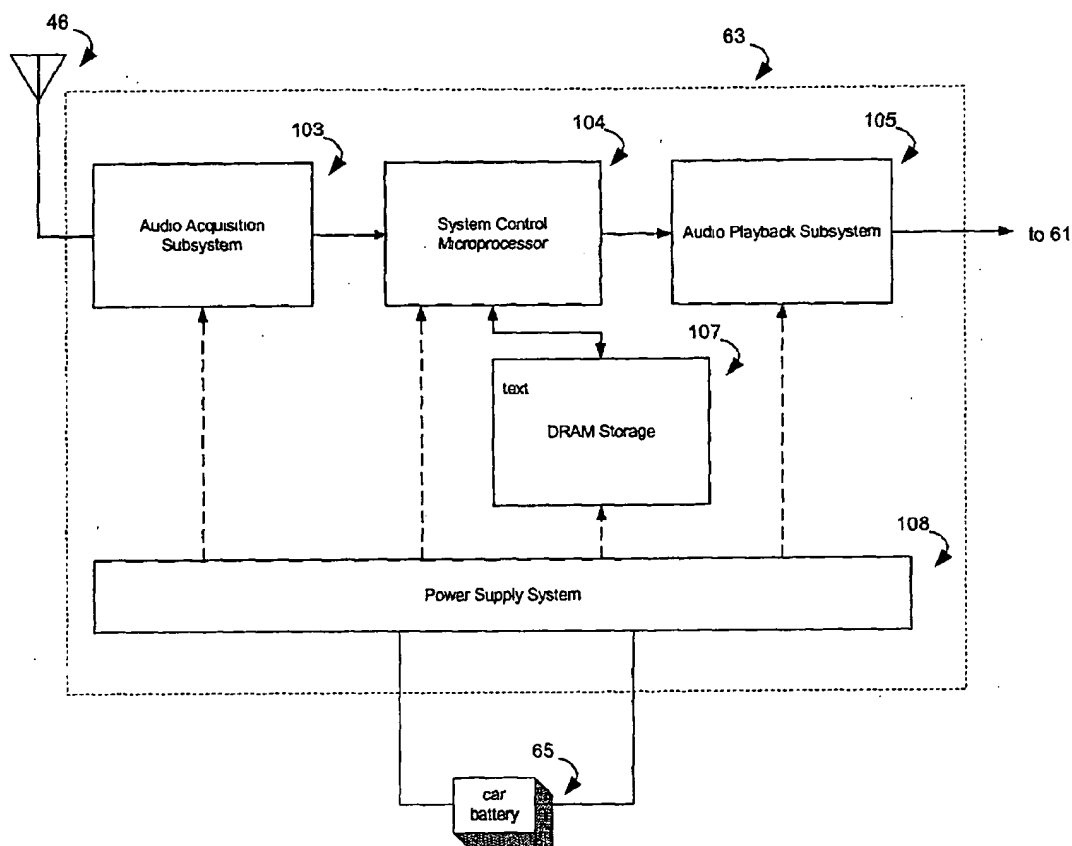 46
63
103
104
105
Audio Acquisition
Subsystem
System Control
Microprocessor
Audio Playback Subsystem
to 61
107
text
DRAM Storage
108
Power Supply System
65
car
battery